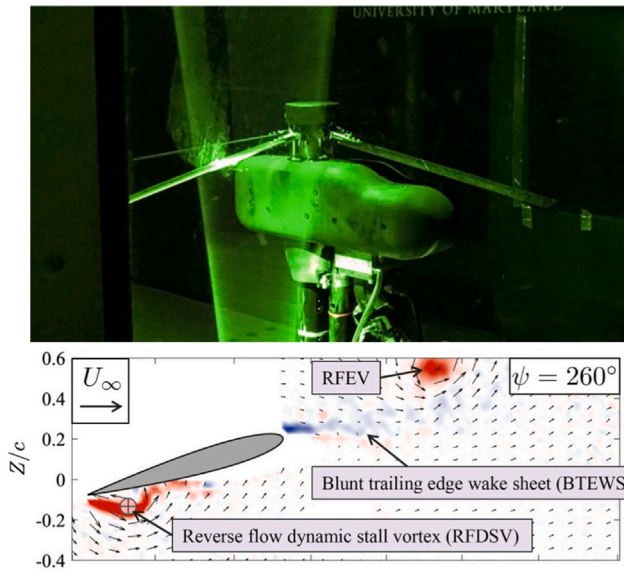 UNIVERSITY OF MARYLAND
0.6
U∞
RFEV
ψ = 260°
0.4
0.2
Z/c
0
Blunt trailing edge wake sheet (BTEWS)
-0.2
Reverse flow dynamic stall vortex (RFDSV)
-0.4